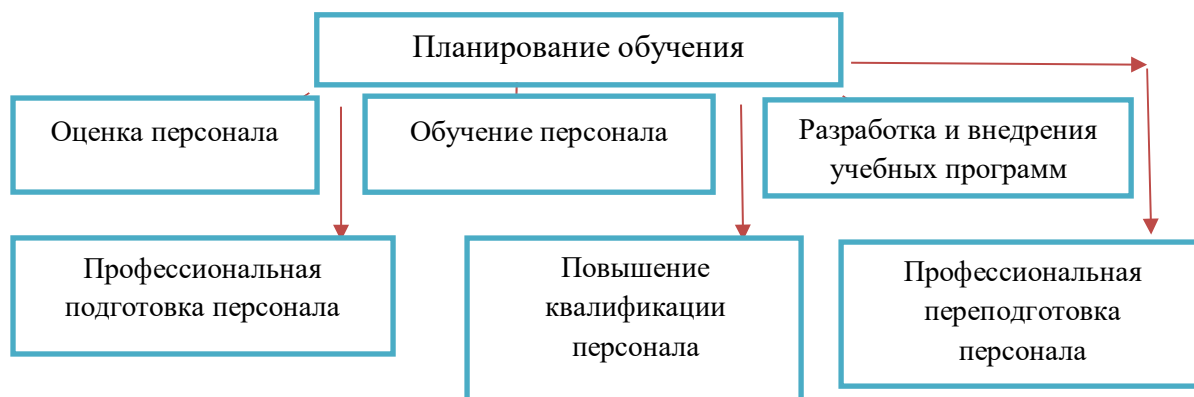 Планирование обучения
Оценка персонала
Обучение персонала
Разработка и внедрения
учебных программ
Профессиональная
подготовка персонала
Повышение
квалификации
персонала
Профессиональная
переподготовка
персонала